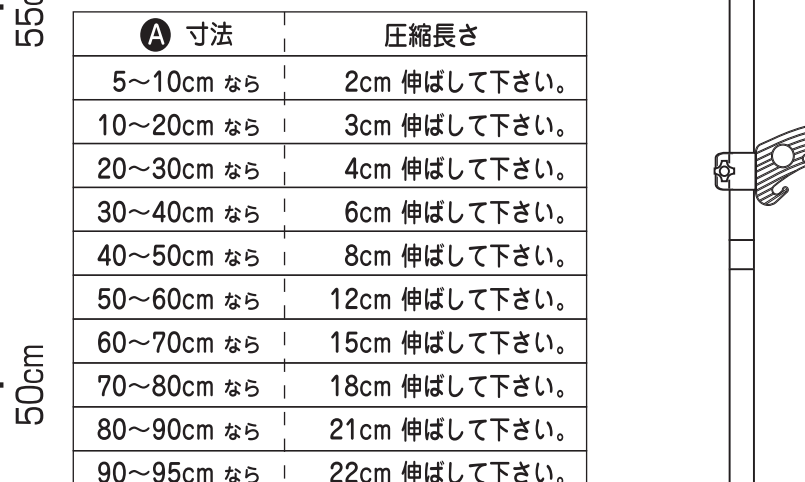 55c
A 寸法 圧縮長さ
5～10cm なら 2cm 伸ばして下さい。
10～20cm なら 3cm 伸ばして下さい。
20～30cm なら 4cm 伸ばして下さい。
30～40cm なら 6cm 伸ばして下さい。
40～50cm なら 8cm 伸ばして下さい。
50～60cm なら 12cm 伸ばして下さい。
60～70cm なら 15cm 伸ばして下さい。
70～80cm なら 18cm 伸ばして下さい。
80～90cm なら 21cm 伸ばして下さい。
90～95cm なら 22cm 伸ばして下さい。
50cm